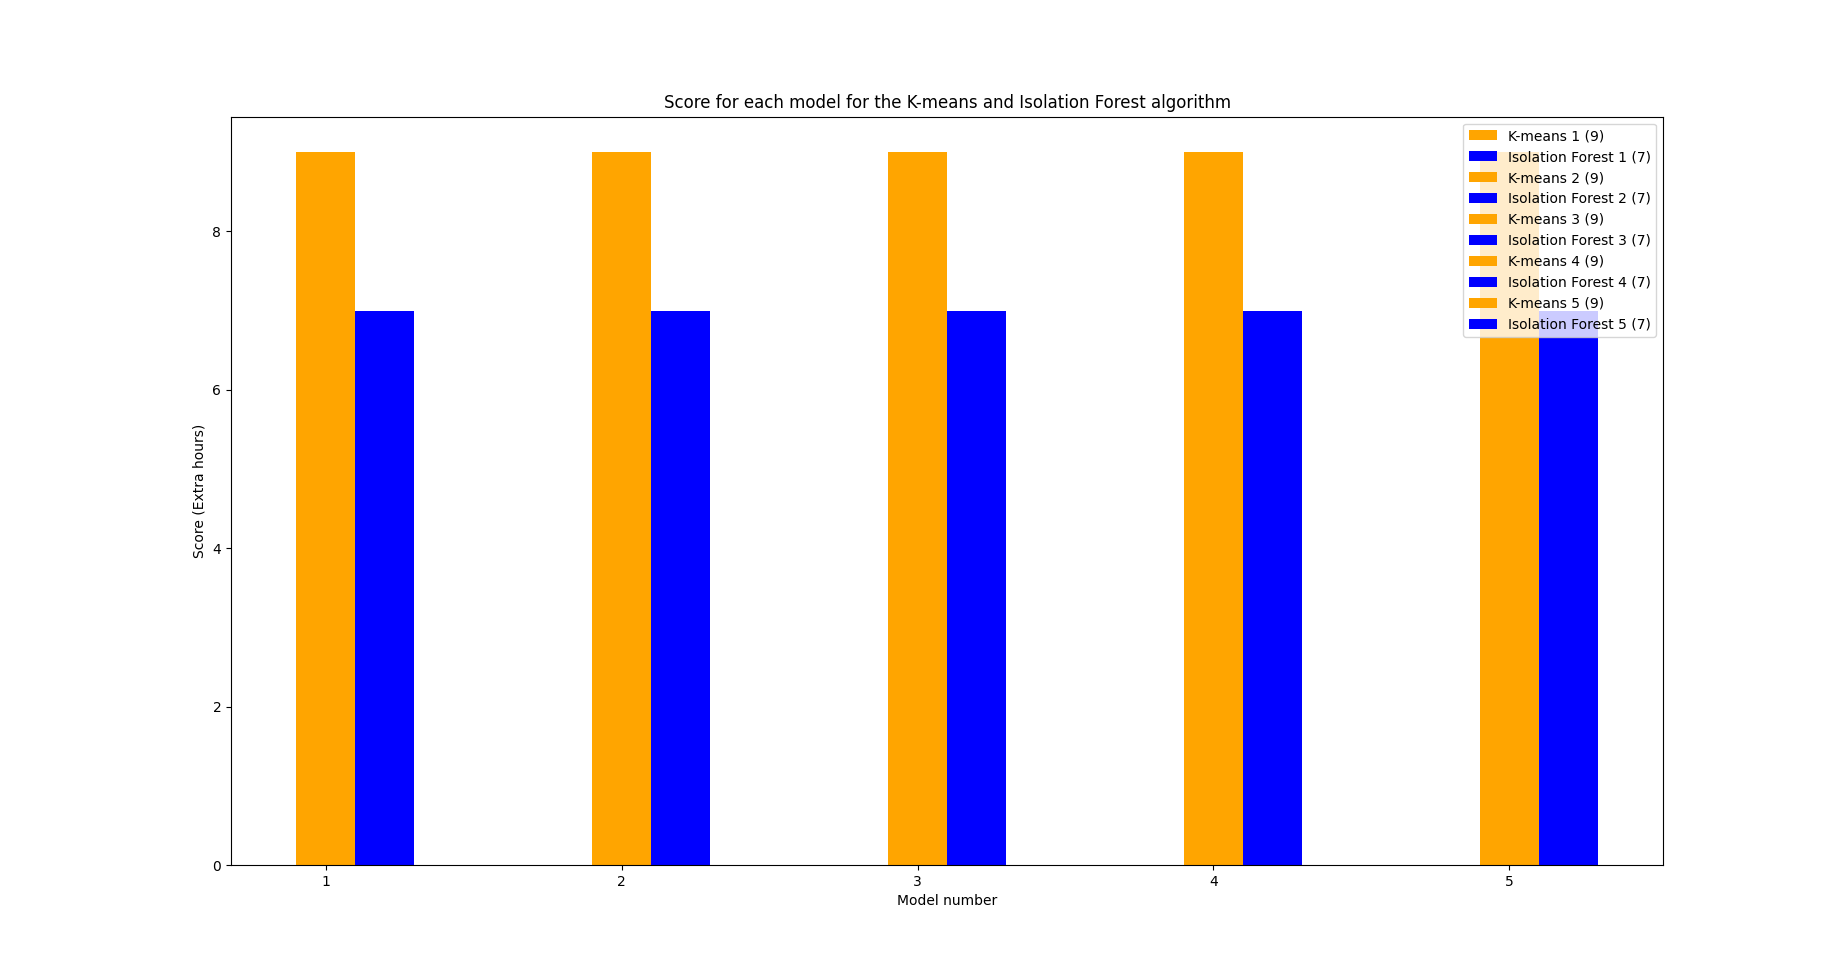 Score for each model for the K-means and Isolation Forest algorithm
K-means 1 (9)
Isolation Forest 1 (7)
K-means 2 (9)
Isolation Forest 2 (7)
K-means 3 (9)
Isolation Forest 3 (7)
K-means 4 (9)
Isolation Forest 4 (7)
K-means 5 (9)
Isolation Forest 5 (7)
8
6
4
2
0
Score (Extra hours)
1 2 3 4 5
Model number